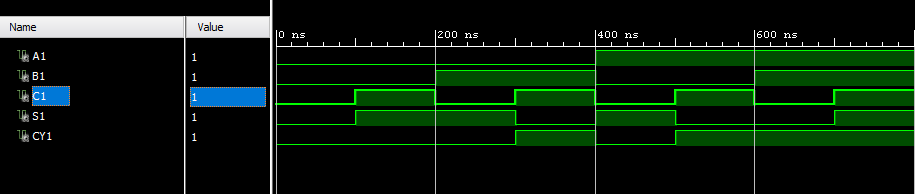 Name Value
0 ns 200 ns 400 ns 600 ns
A1 1
B1 1
C1 1
S1 1
CY1 1